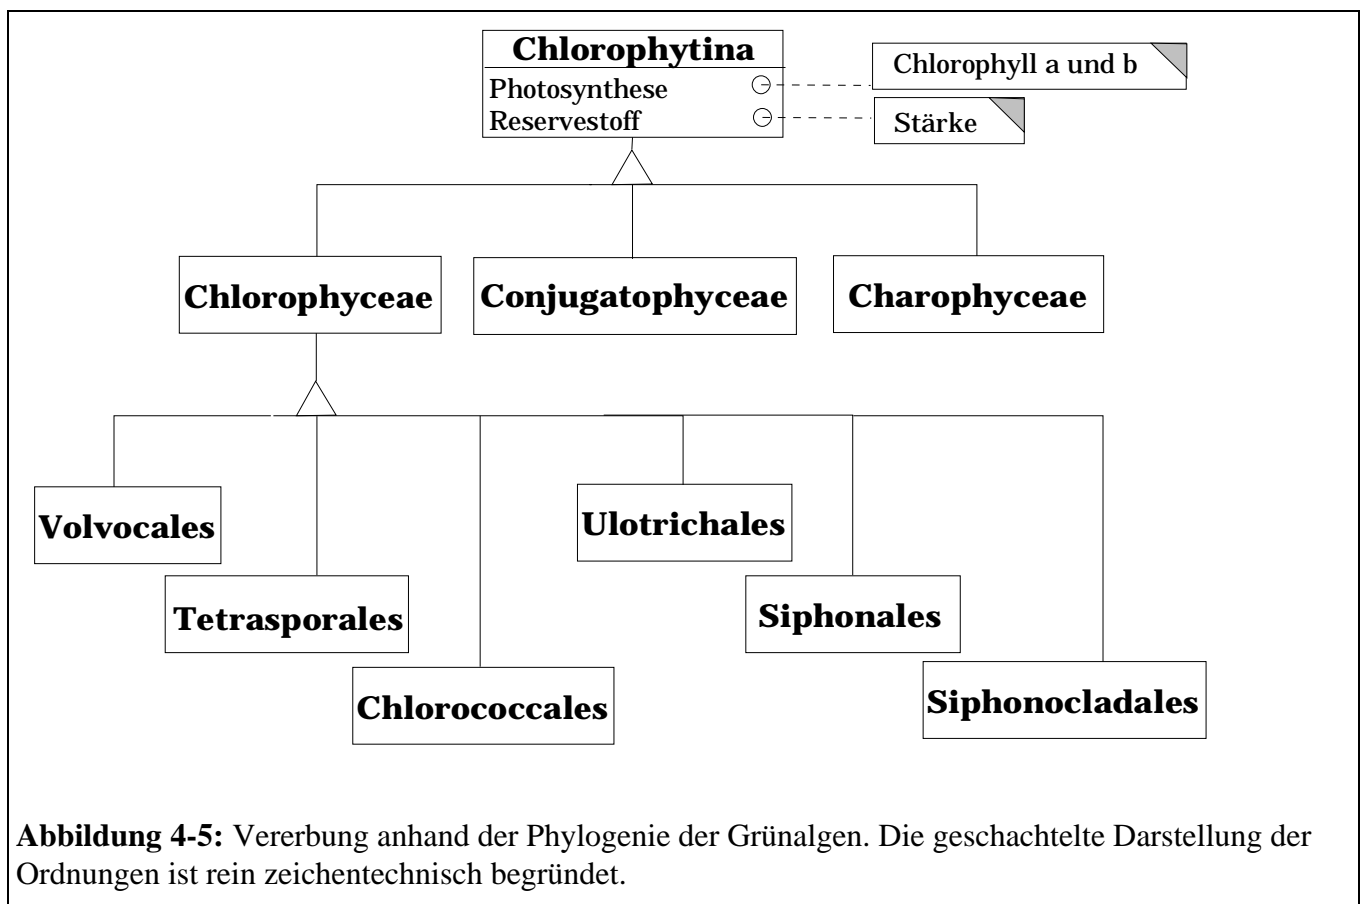 Chlorophytina
Photosynthese
Reservestoff
Chlorophyll a und b
Stärke
Chlorophyceae
Conjugatophyceae
Charophyceae
Volvocales
Tetrasporales
Chlorococcales
Ulotrichales
Siphonales
Siphonocladales
Abbildung 4-5: Vererbung anhand der Phylogenie der Grünalgen. Die geschachtelte Darstellung der
Ordnungen ist rein zeichentechnisch begründet.